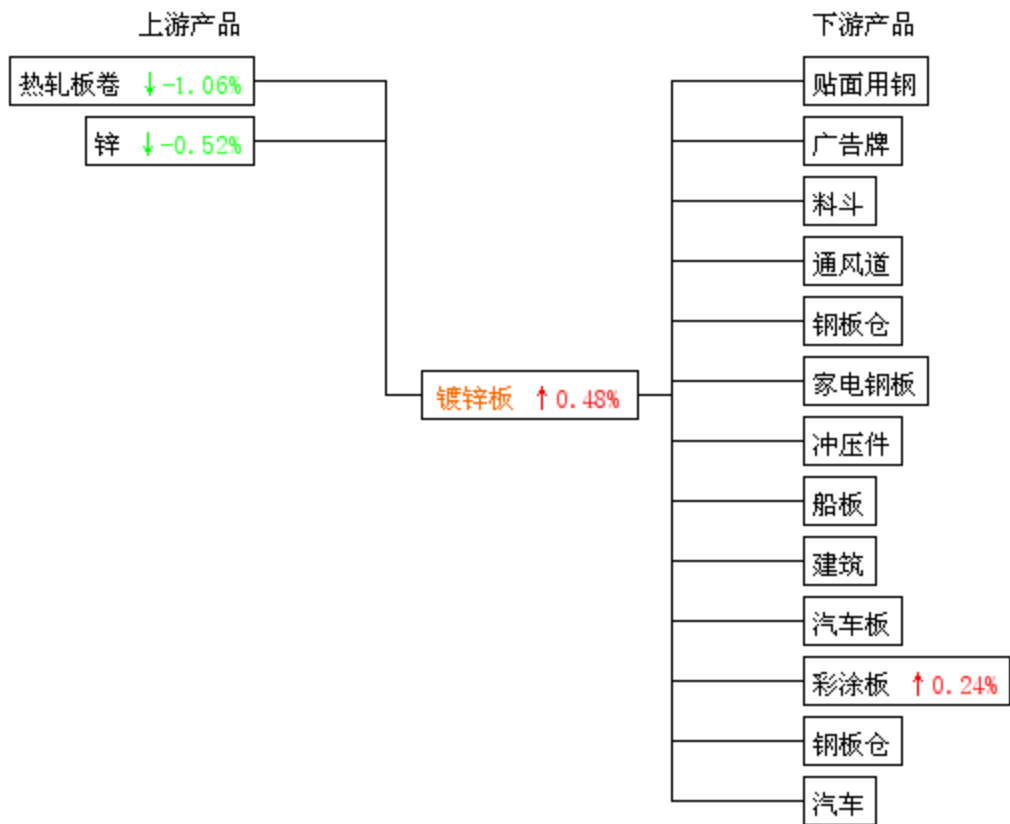 上游产品
下游产品
热轧板卷 ↓-1.06%
锌 ↓-0.52%
镀锌板 ↑0.48%
贴面用钢
广告牌
料斗
通风道
钢板仓
家电钢板
冲压件
船板
建筑
汽车板
彩涂板 ↑0.24%
钢板仓
汽车